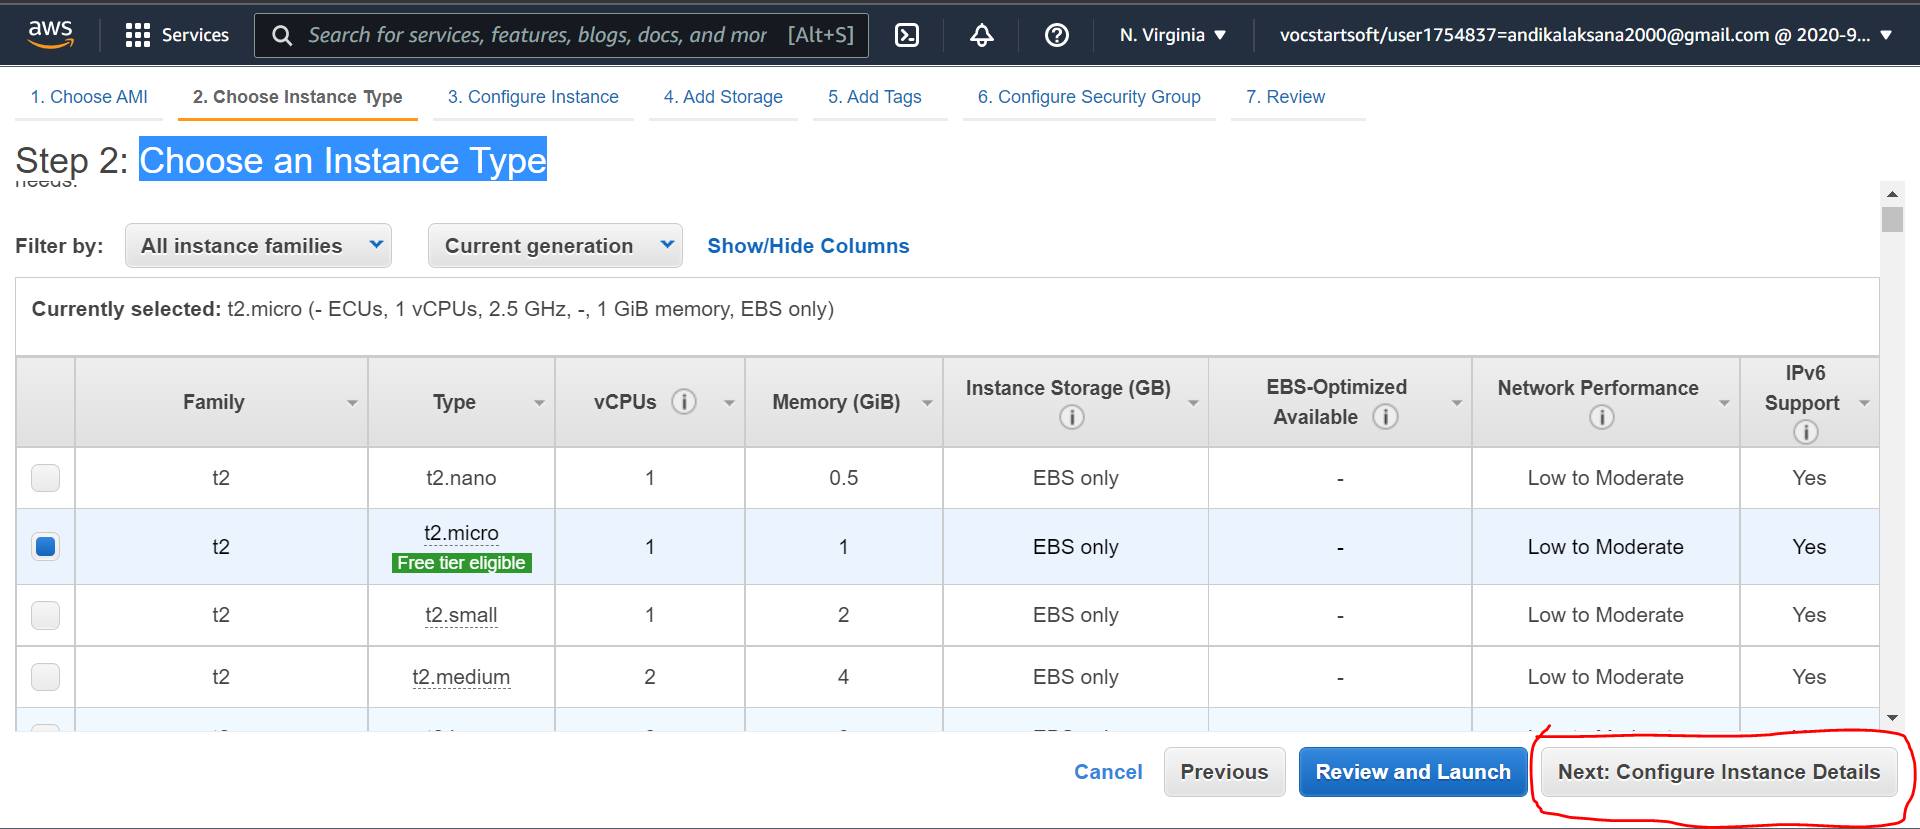 aws Services Search for services, features, blogs, docs, and mor [Alt+S] N. Virginia vocstartsoft/user1754837=andikalaksana2000@gmail.com @ 2020-9...
1. Choose AMI 2. Choose Instance Type 3. Configure Instance 4. Add Storage 5. Add Tags 6. Configure Security Group 7. Review
Step 2: Choose an Instance Type
needs.
Filter by: All instance families Current generation Show/Hide Columns
Currently selected: t2.micro (- ECUs, 1 vCPUs, 2.5 GHz, -, 1 GiB memory, EBS only)
Family Type vCPUs Memory (GiB) Instance Storage (GB) EBS-Optimized Available Network Performance IPv6 Support
t2 t2.nano 1 0.5 EBS only - Low to Moderate Yes
t2 t2.micro 1 1 EBS only - Low to Moderate Yes
Free tier eligible
t2 t2.small 1 2 EBS only - Low to Moderate Yes
t2 t2.medium 2 4 EBS only - Low to Moderate Yes
Cancel Previous Review and Launch Next: Configure Instance Details